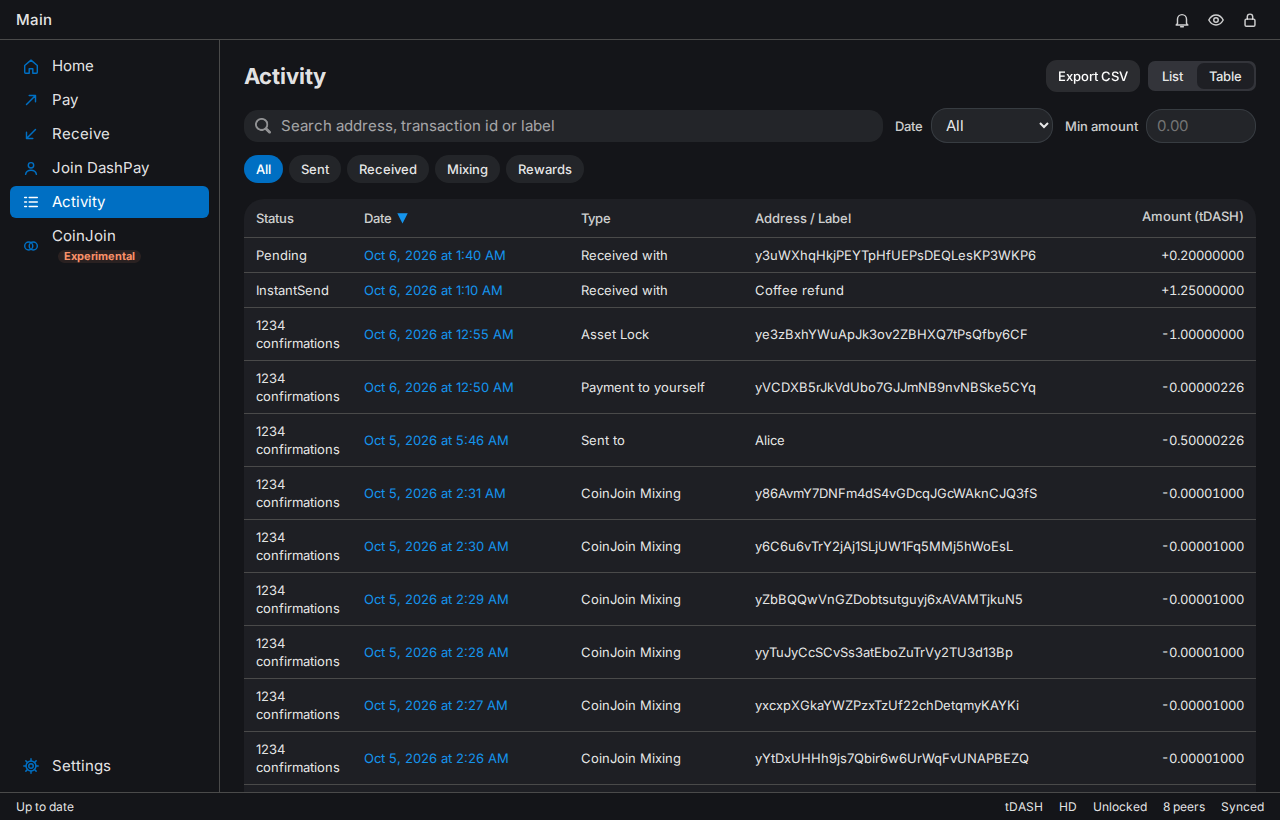 Main
Home
Pay
Receive
Join DashPay
Activity
CoinJoin
Experimental
Settings
Activity
Export CSV
List
Table
Search address, transaction id or label
Date
All
Min amount
0.00
All
Sent
Received
Mixing
Rewards
Status Date ▼ Type Address / Label Amount (tDASH)
Pending Oct 6, 2026 at 1:40 AM Received with y3uWXhqHkjPEYTpHfUEPsDEQLesKP3WKP6 +0.20000000
InstantSend Oct 6, 2026 at 1:10 AM Received with Coffee refund +1.25000000
1234
confirmations Oct 6, 2026 at 12:55 AM Asset Lock ye3zBxhYWuApJk3ov2ZBHXQ7tPsQfby6CF -1.00000000
1234
confirmations Oct 6, 2026 at 12:50 AM Payment to yourself yVCDXB5rJkVdUbo7GJJmNB9nvNBSke5CYq -0.00000226
1234
confirmations Oct 5, 2026 at 5:46 AM Sent to Alice -0.50000226
1234
confirmations Oct 5, 2026 at 2:31 AM CoinJoin Mixing y86AvmY7DNFm4dS4vGDcqJGcWAknCJQ3fS -0.00001000
1234
confirmations Oct 5, 2026 at 2:30 AM CoinJoin Mixing y6C6u6vTrY2jAj1SLjUW1Fq5MMj5hWoEsL -0.00001000
1234
confirmations Oct 5, 2026 at 2:29 AM CoinJoin Mixing yZbBQQwVnGZDobtsutguyj6xAVAMTjkuN5 -0.00001000
1234
confirmations Oct 5, 2026 at 2:28 AM CoinJoin Mixing yyTuJyCcSCvSs3atEboZuTrVy2TU3d13Bp -0.00001000
1234
confirmations Oct 5, 2026 at 2:27 AM CoinJoin Mixing yxcxpXGkaYWZPzxTzUf22chDetqmyKAYKi -0.00001000
1234
confirmations Oct 5, 2026 at 2:26 AM CoinJoin Mixing yYtDxUHHh9js7Qbir6w6UrWqFvUNAPBEZQ -0.00001000
Up to date
tDASH HD Unlocked 8 peers Synced